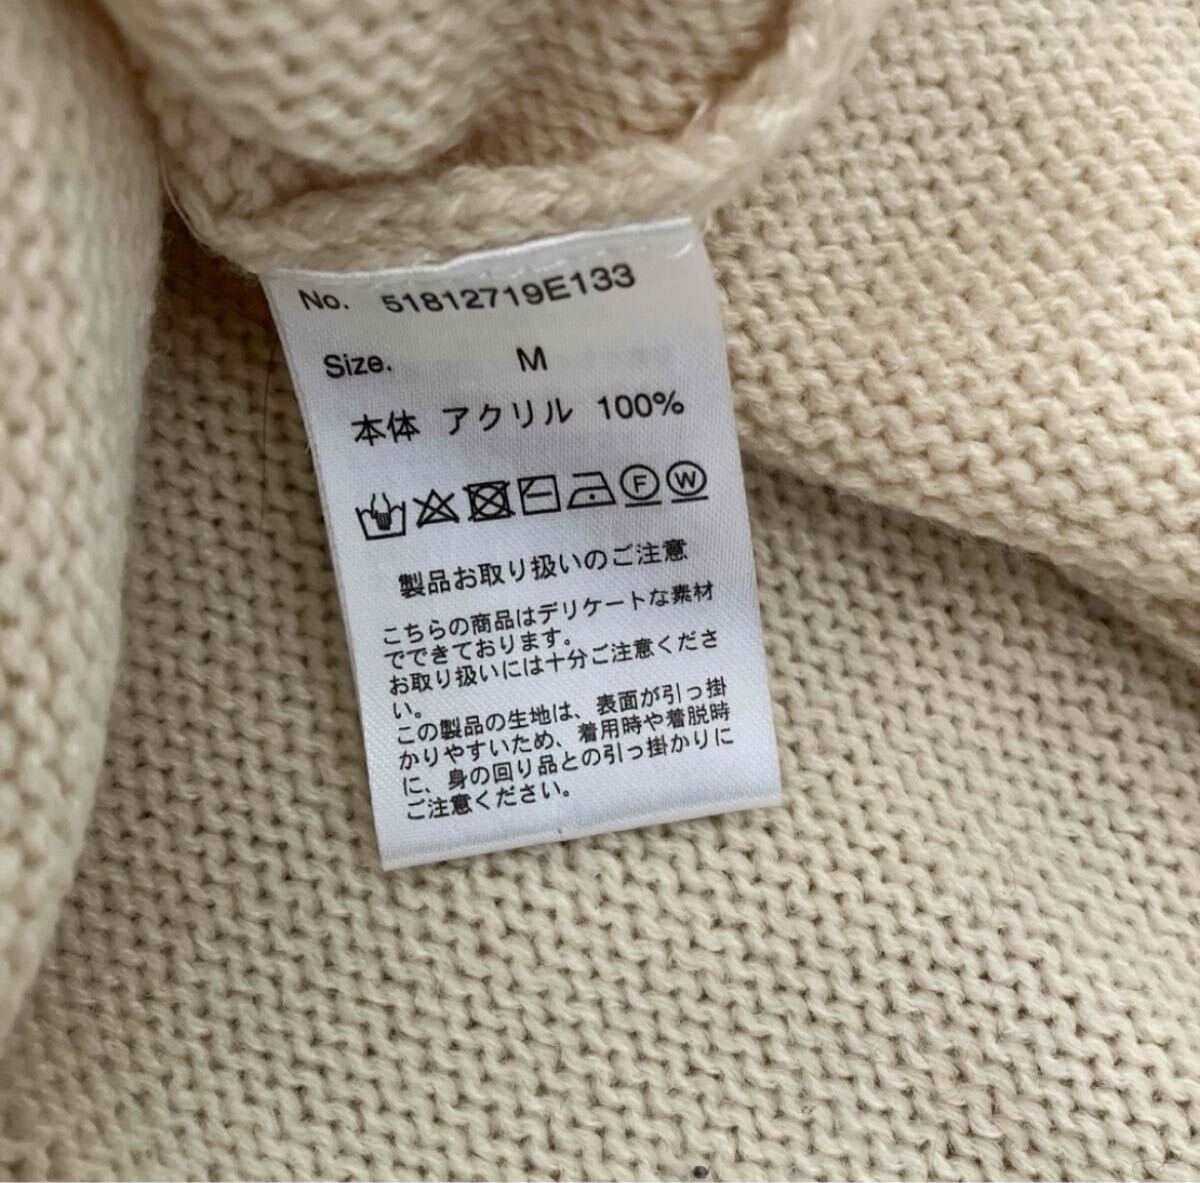 No. 51812719E133
Size. M
本体 アクリル 100%
F W
製品お取り扱いのご注意
こちらの商品はデリケートな素材
でできております。
お取り扱いには十分ご注意くださ
い。
この製品の生地は、表面が引っ掛
かりやすいため、着用時や着脱時
に、身の回り品との引っ掛かりに
ご注意ください。